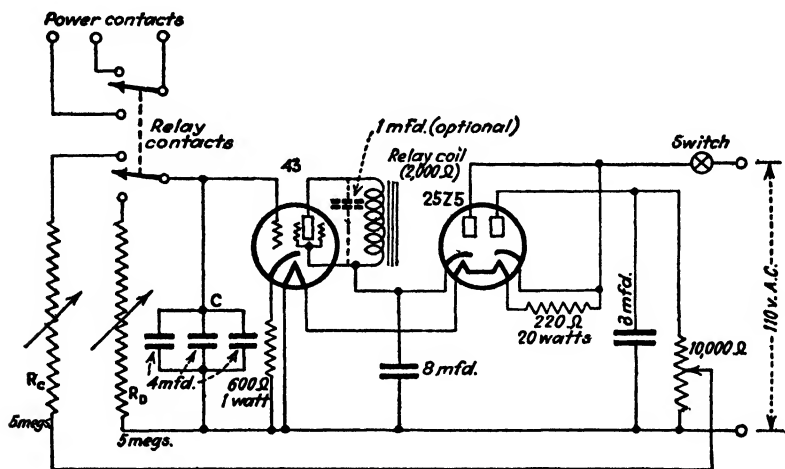 Power contacts
Relay
contacts
43
1 mfd. (optional)
Relay coil
(2,000 Ω)
25Z5
Switch
110 v. A.C.
C
4 mfd.
600 Ω
1 watt
8 mfd.
220 Ω
20 watts
8 mfd.
10,000 Ω
RC
5 megs.
RD
5 megs.